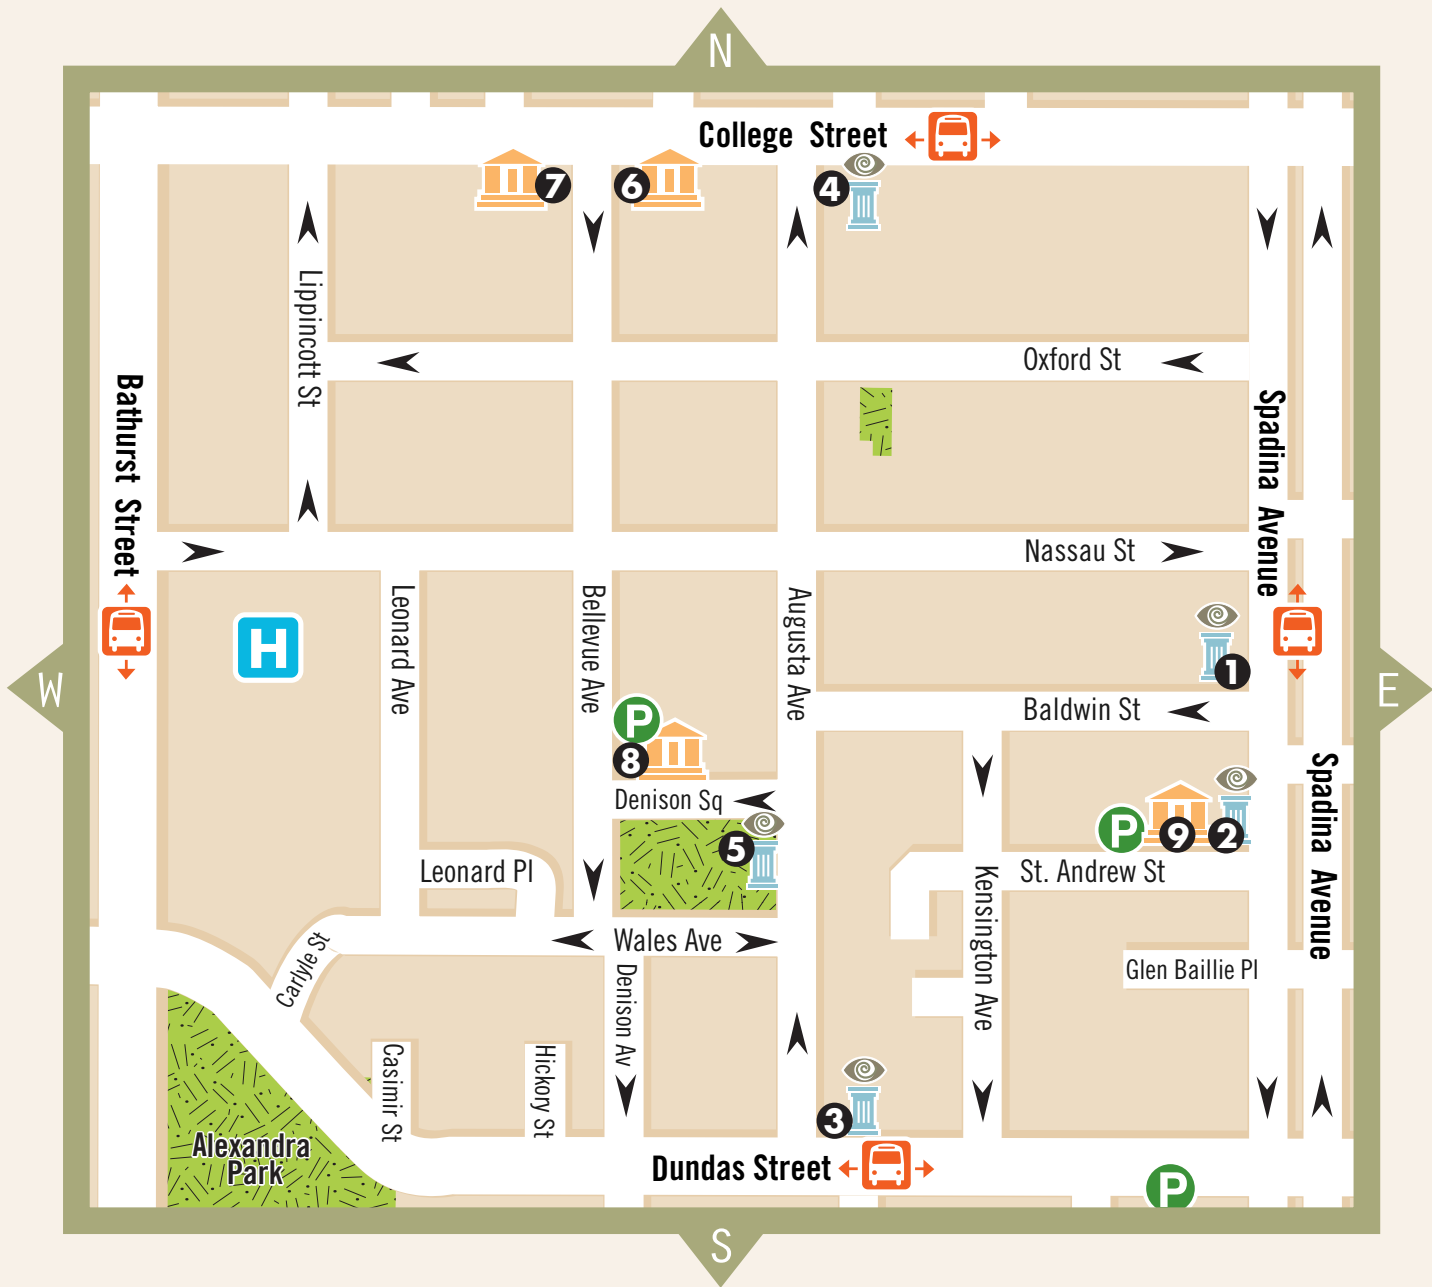 N
College Street
7
6
4
Lippincott St
Oxford St
Bathurst Street
Spadina Avenue
Nassau St
H
Leonard Ave
Bellevue Ave
Augusta Ave
1
W
E
Baldwin St
P
8
Denison Sq
Spadina Avenue
P
9
2
5
Leonard Pl
St. Andrew St
Kensington Ave
Wales Ave
Carlyle St
Glen Baillie Pl
Denison Av
Casimir St
Hickory St
3
Alexandra
Park
Dundas Street
P
S